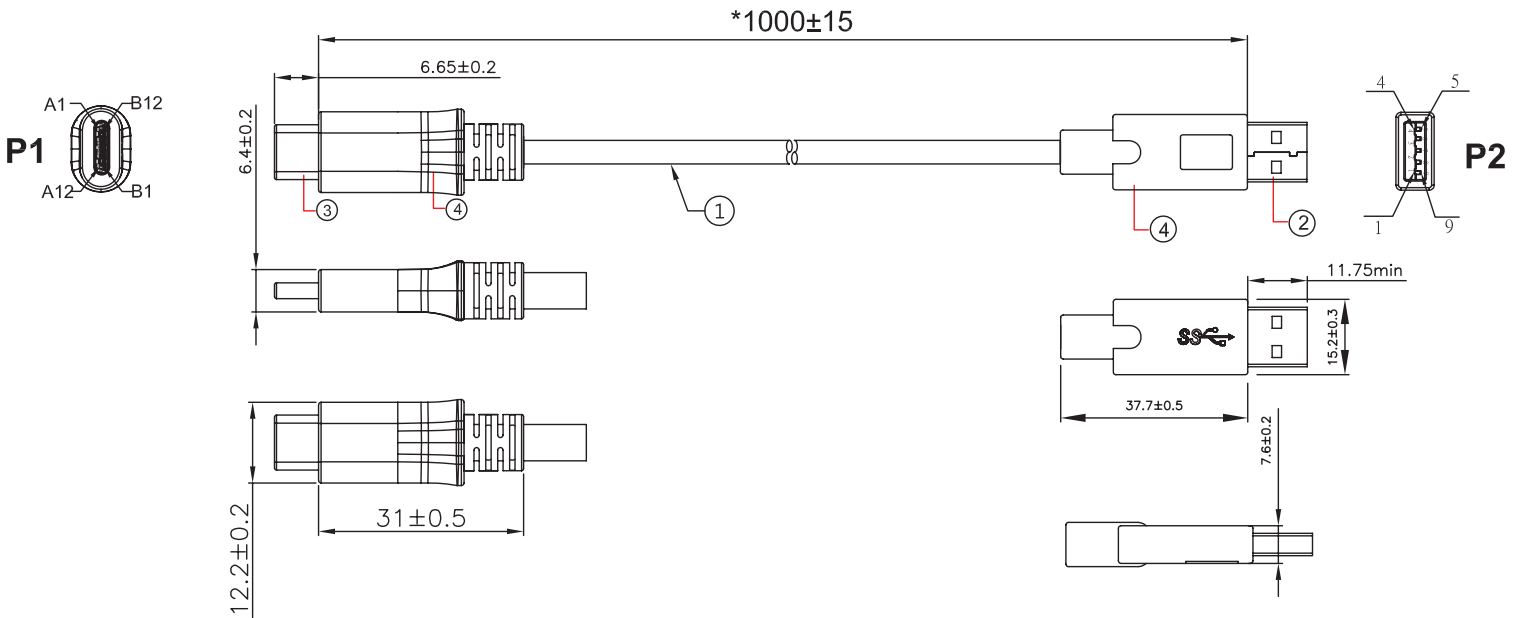 *1000±15
6.65±0.2
A1
B12
P1
A12
B1
6.4±0.2
③
④
①
④
②
4
5
P2
1
9
11.75min
SS
15.2±0.3
37.7±0.5
7.6±0.2
31±0.5
12.2±0.2